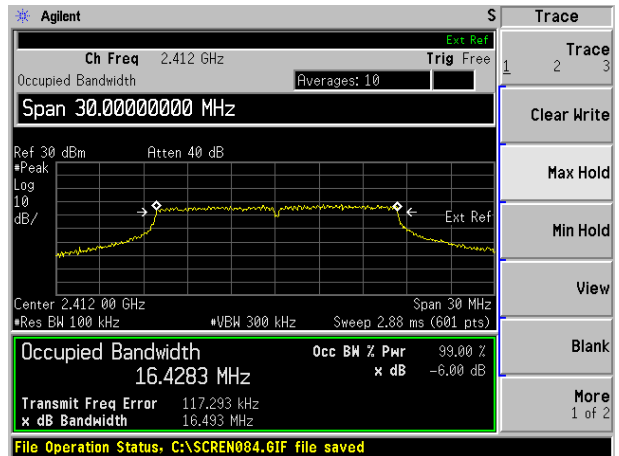 Agilent S Trace
Ext Ref
Ch Freq 2.412 GHz Trig Free
Occupied Bandwidth Averages: 10
Span 30.00000000 MHz
Ref 30 dBm Atten 40 dB
#Peak
Log
10
dB/
Ext Ref
Center 2.412 00 GHz Span 30 MHz
#Res BW 100 kHz #VBW 300 kHz Sweep 2.88 ms (601 pts)
Occupied Bandwidth Occ BW % Pwr 99.00 %
16.4283 MHz x dB -6.00 dB
Transmit Freq Error 117.293 kHz
x dB Bandwidth 16.493 MHz
File Operation Status, C:\SCREN084.GIF file saved
Trace
1 2 3
Clear Write
Max Hold
Min Hold
View
Blank
More
1 of 2